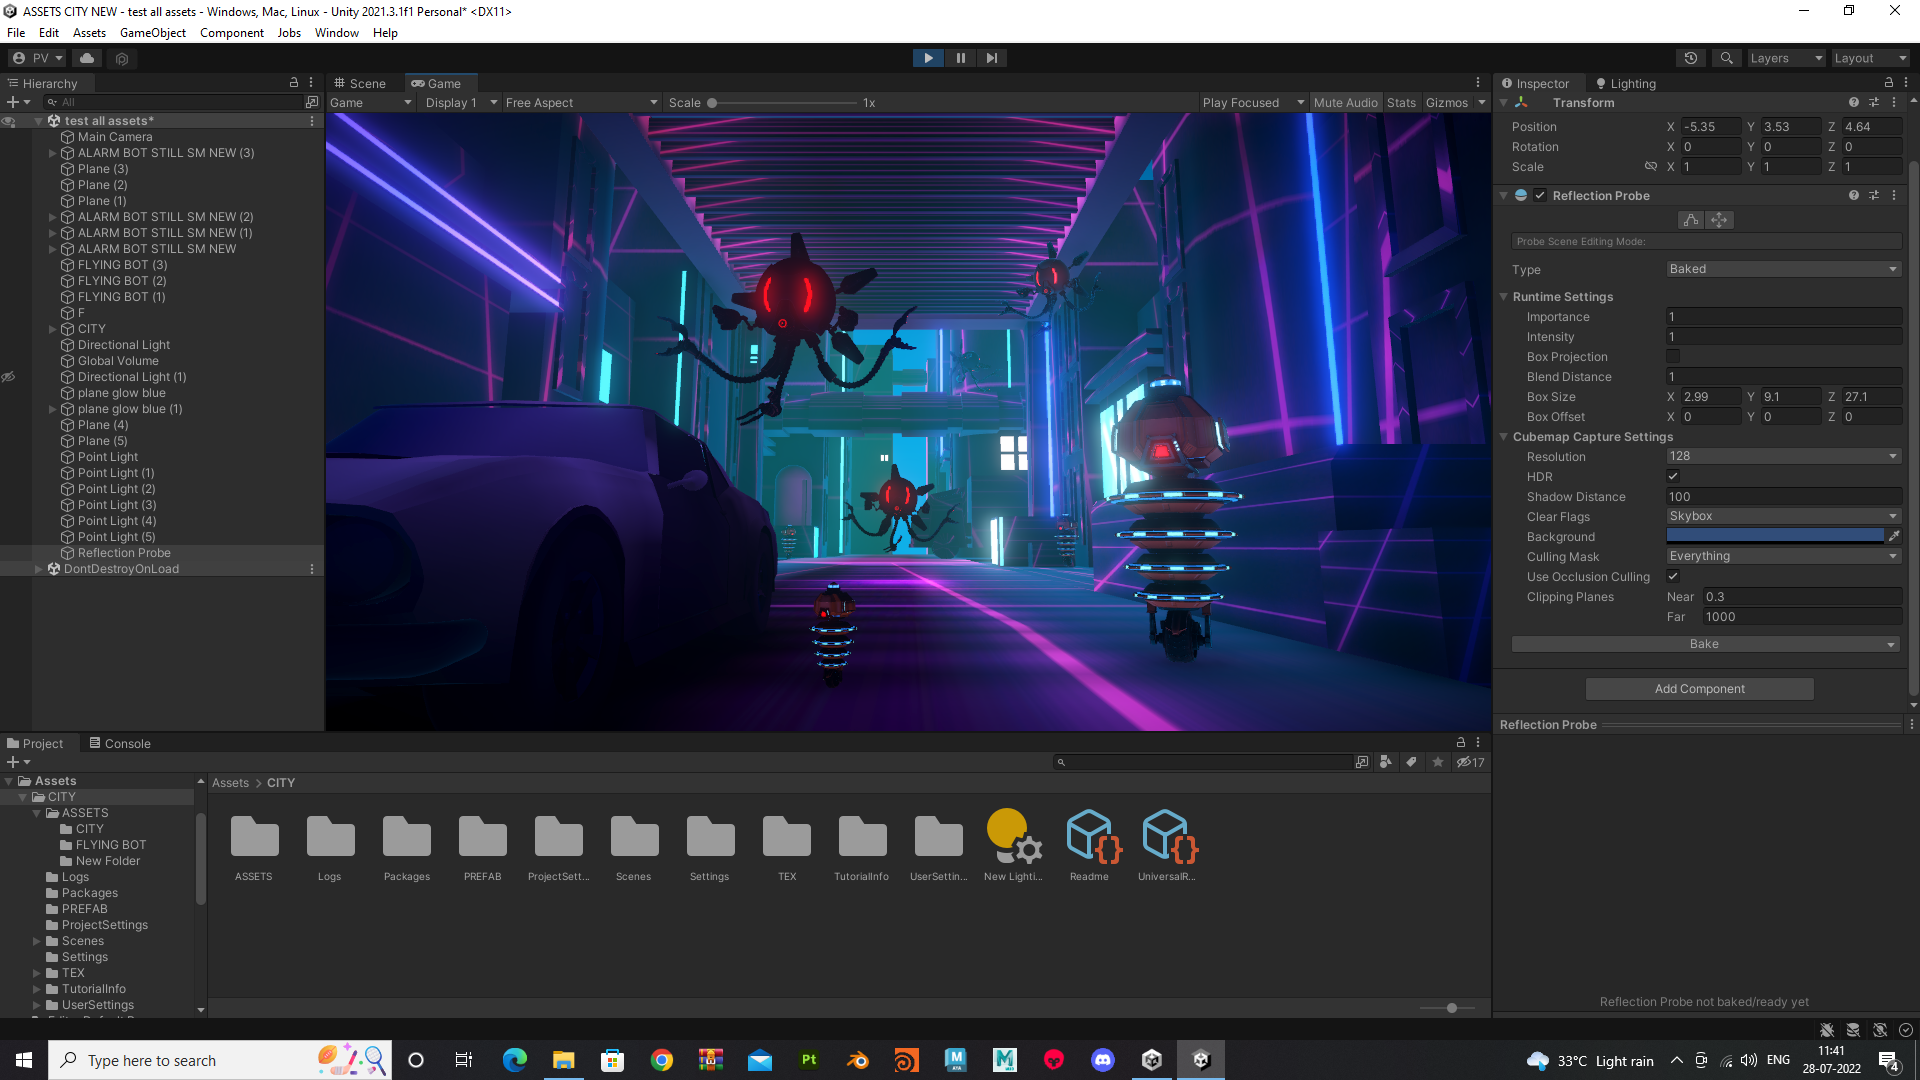 ASSETS CITY NEW - test all assets - Windows, Mac, Linux - Unity 2021.3.1f1 Personal* <DX11>
File Edit Assets GameObject Component Jobs Window Help
PV Layers Layout
Hierarchy
All
test all assets*
Main Camera
ALARM BOT STILL SM NEW (3)
Plane (3)
Plane (2)
Plane (1)
ALARM BOT STILL SM NEW (2)
ALARM BOT STILL SM NEW (1)
ALARM BOT STILL SM NEW
FLYING BOT (3)
FLYING BOT (2)
FLYING BOT (1)
F
CITY
Directional Light
Global Volume
Directional Light (1)
plane glow blue
plane glow blue (1)
Plane (4)
Plane (5)
Point Light
Point Light (1)
Point Light (2)
Point Light (3)
Point Light (4)
Point Light (5)
Reflection Probe
DontDestroyOnLoad
Scene Game
Game Display 1 Free Aspect Scale 1x Play Focused Mute Audio Stats Gizmos
Inspector Lighting
Transform
Position X -5.35 Y 3.53 Z 4.64
Rotation X 0 Y 0 Z 0
Scale X 1 Y 1 Z 1
Reflection Probe
Probe Scene Editing Mode:
Type Baked
Runtime Settings
Importance 1
Intensity 1
Box Projection
Blend Distance 1
Box Size X 2.99 Y 9.1 Z 27.1
Box Offset X 0 Y 0 Z 0
Cubemap Capture Settings
Resolution 128
HDR
Shadow Distance 100
Clear Flags Skybox
Background
Culling Mask Everything
Use Occlusion Culling
Clipping Planes Near 0.3
Far 1000
Bake
Add Component
Reflection Probe
Reflection Probe not baked/ready yet
Project Console
17
Assets
CITY
ASSETS
CITY
FLYING BOT
New Folder
Logs
Packages
PREFAB
ProjectSettings
Scenes
Settings
TEX
TutorialInfo
UserSettings
Assets > CITY
ASSETS Logs Packages PREFAB ProjectSett... Scenes Settings TEX TutorialInfo UserSettin... New Lighti... Readme UniversalR...
Type here to search
Pt
M
M
33°C Light rain ENG 11:41
28-07-2022
4